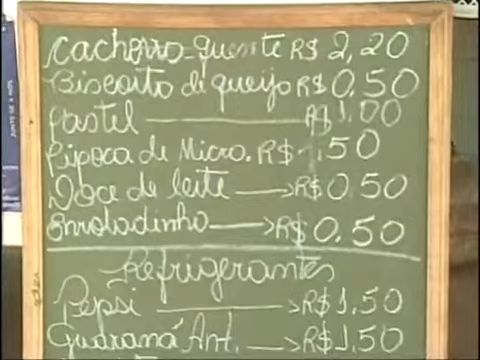 Cachorro-quente R$ 2,20
Biscoito de queijo R$ 0,50
Pastel R$ 1,00
Pipoca de Micro. R$ ,50
Doce de leite R$ 0,50
Enroladinho R$ 0,50
Refrigerantes
Pepsi R$ 1,50
Guaraná Ant. R$ 1,50